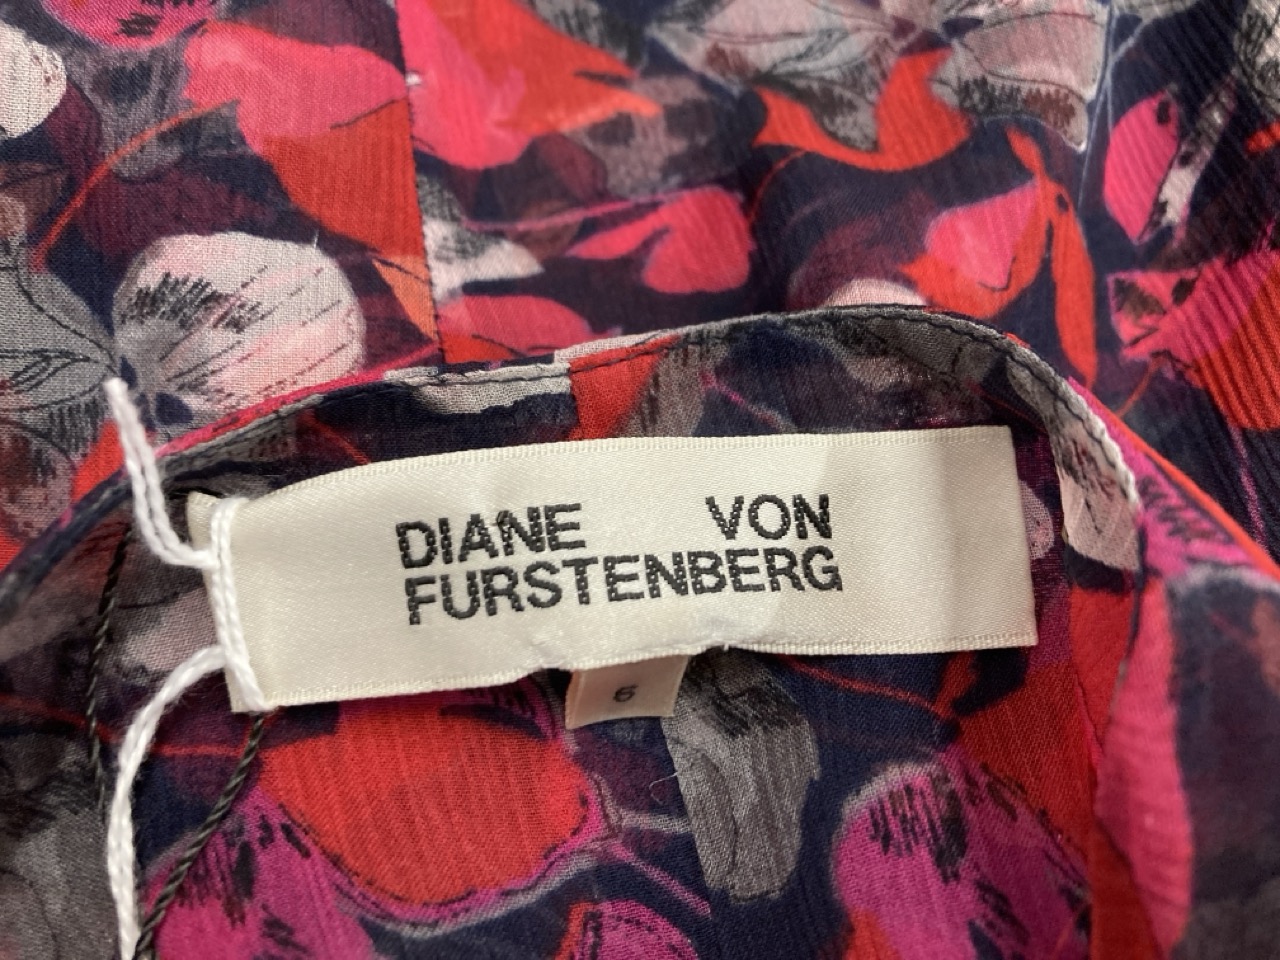 DIANE VON
FURSTENBERG
6